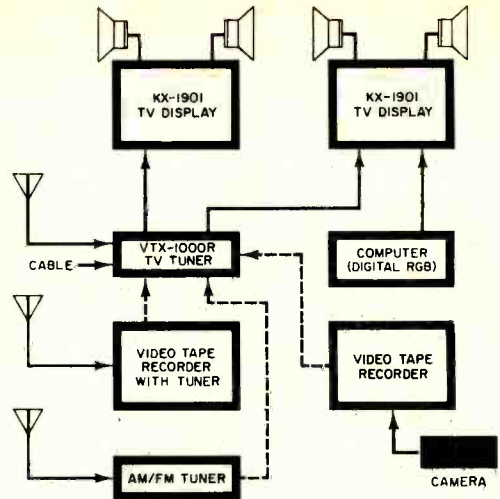 KX-1901
TV DISPLAY
KX-1901
TV DISPLAY
VTX-1000R
TV TUNER
CABLE
COMPUTER
(DIGITAL RGB)
VIDEO TAPE
RECORDER
WITH TUNER
VIDEO TAPE
RECORDER
AM/FM TUNER
CAMERA